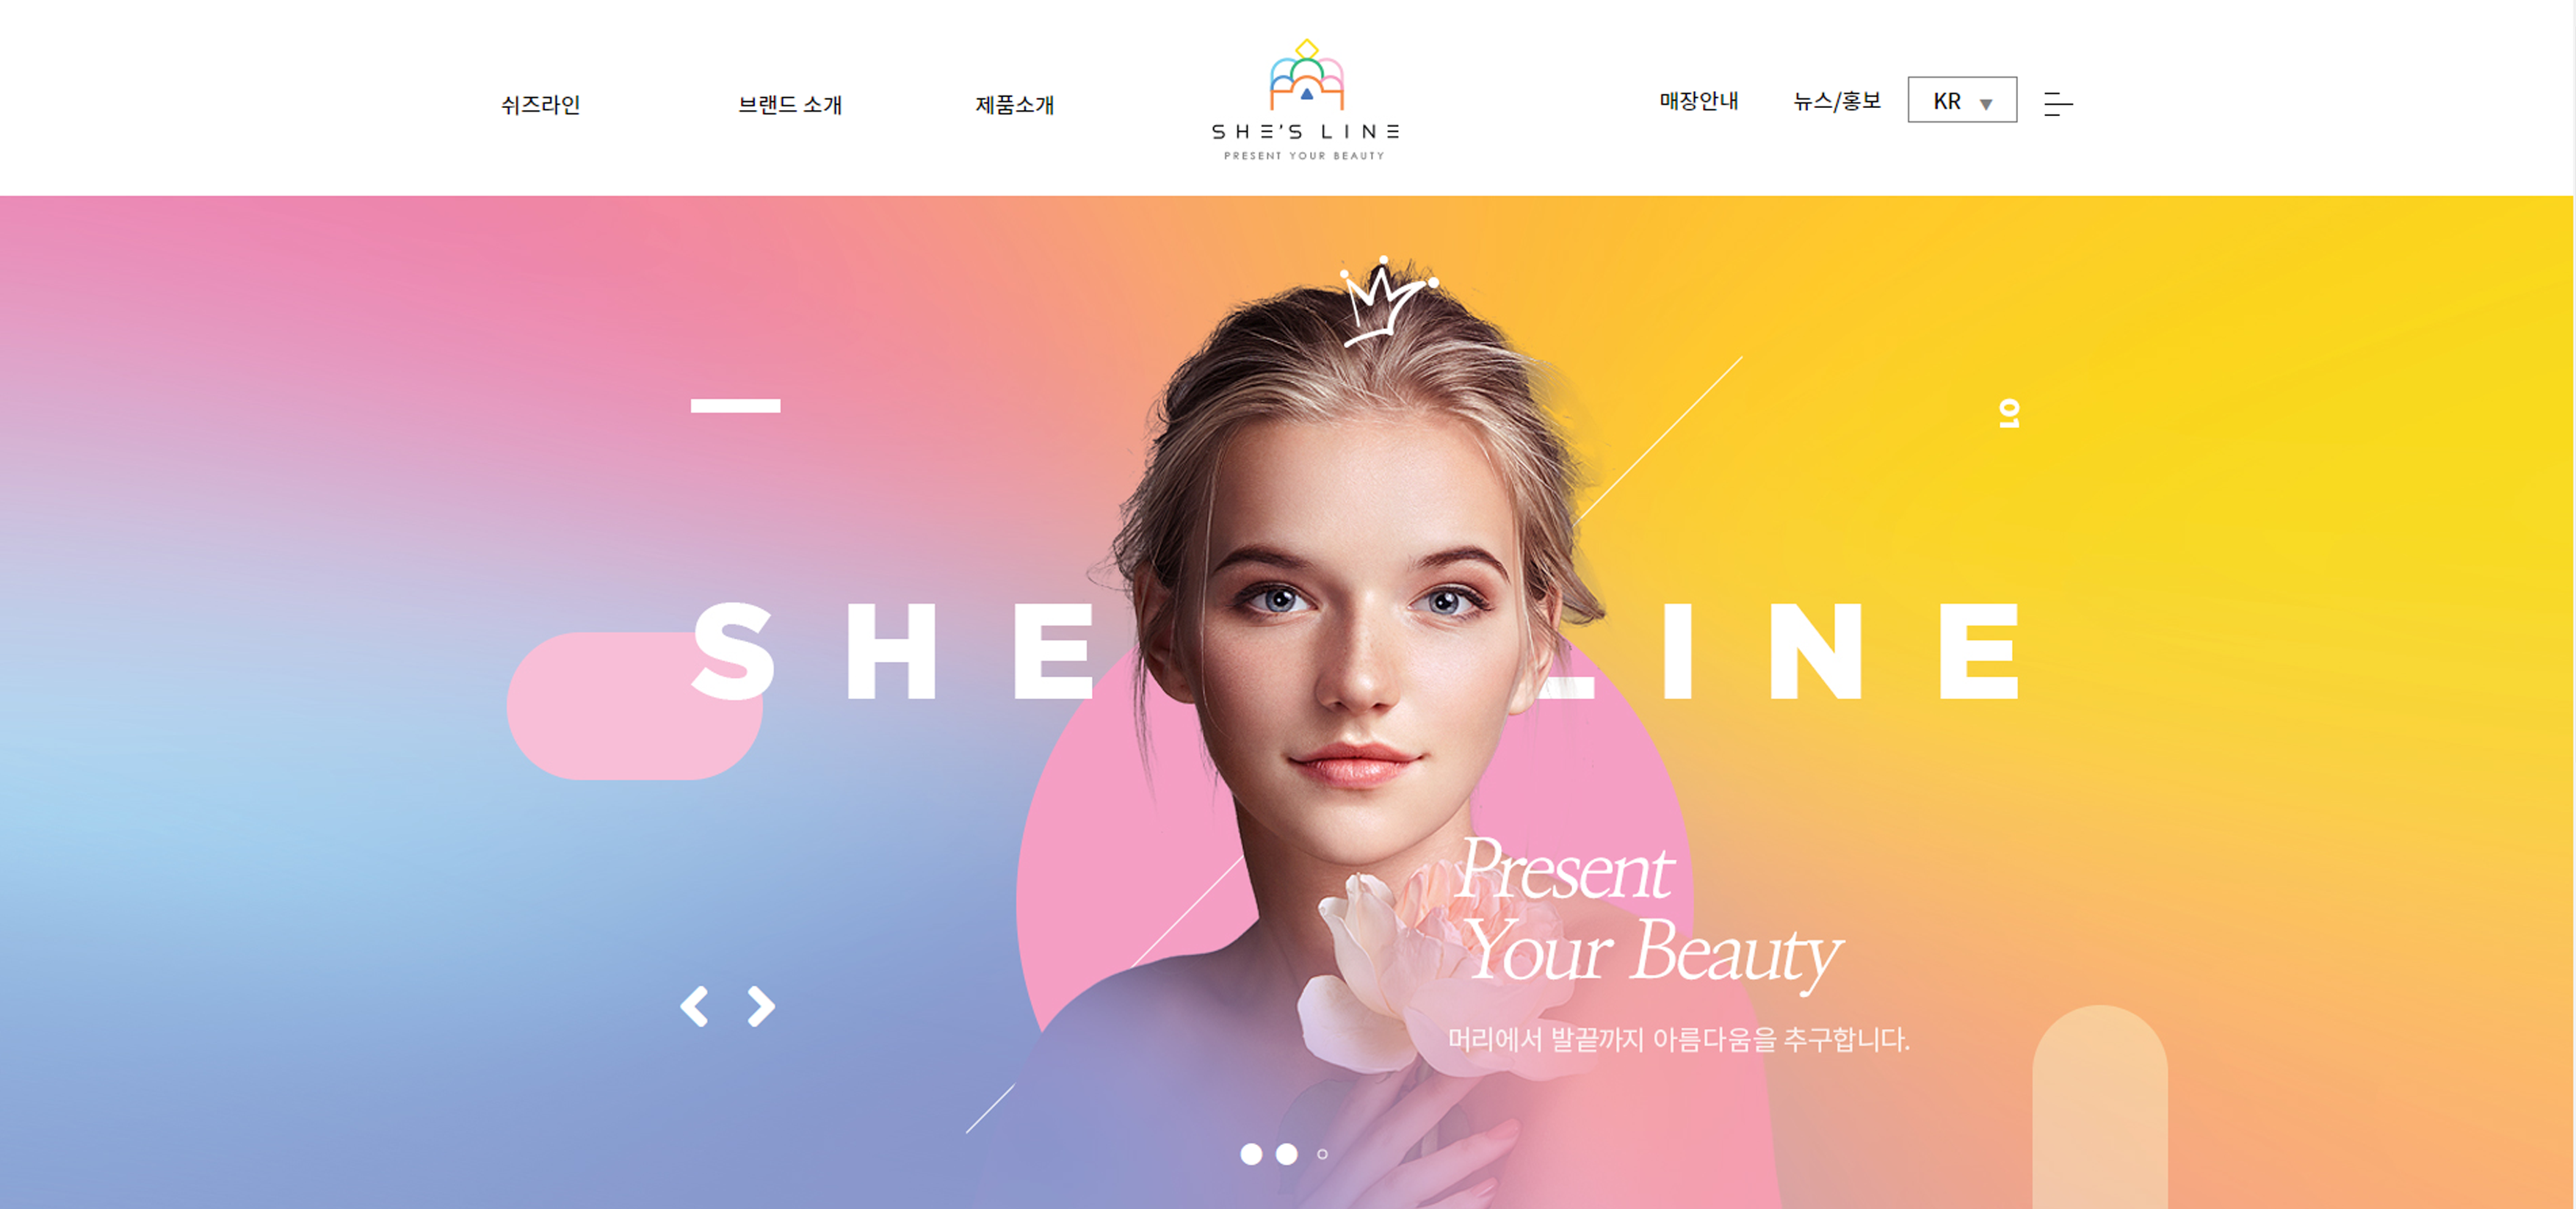 쉬즈라인
브랜드 소개
제품소개
SHE'S LINE
PRESENT YOUR BEAUTY
매장안내
뉴스/홍보
KR ▼
01
SHE LINE
Present
Your Beauty
머리에서 발끝까지 아름다움을 추구합니다.